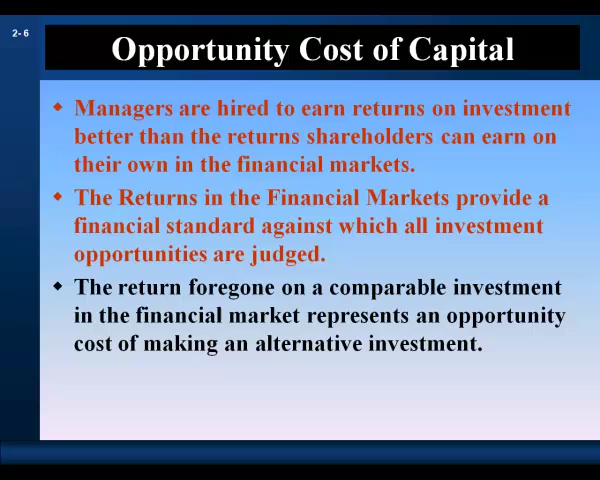 2- 6
Opportunity Cost of Capital
◆ Managers are hired to earn returns on investment
better than the returns shareholders can earn on
their own in the financial markets.
◆ The Returns in the Financial Markets provide a
financial standard against which all investment
opportunities are judged.
◆ The return foregone on a comparable investment
in the financial market represents an opportunity
cost of making an alternative investment.